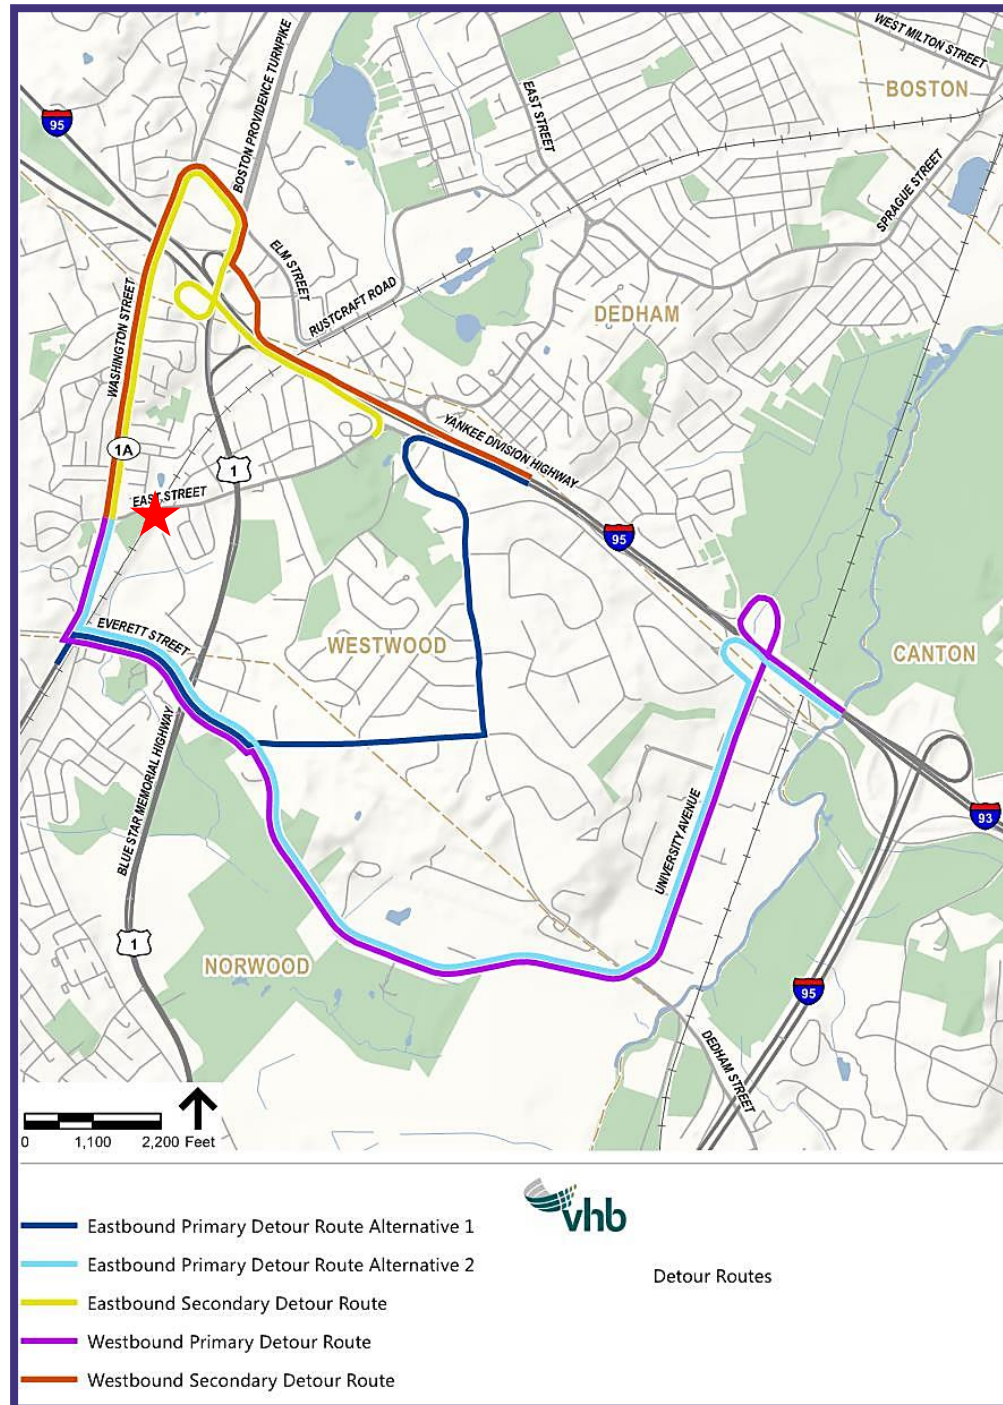 WEST MILTON STREET
BOSTON
BOSTON PROVIDENCE TURNPIKE
EAST STREET
95
SPRAGUE STREET
ELM STREET
RUSTCRAFT ROAD
DEDHAM
WASHINGTON STREET
YANKEE DIVISION HIGHWAY
1A
1
EAST STREET
95
EVERETT STREET
WESTWOOD
CANTON
BLUE STAR MEMORIAL HIGHWAY
UNIVERSITY AVENUE
93
1
NORWOOD
95
DEDHAM STREET
0 1,100 2,200 Feet
vhb
Eastbound Primary Detour Route Alternative 1
Eastbound Primary Detour Route Alternative 2
Detour Routes
Eastbound Secondary Detour Route
Westbound Primary Detour Route
Westbound Secondary Detour Route